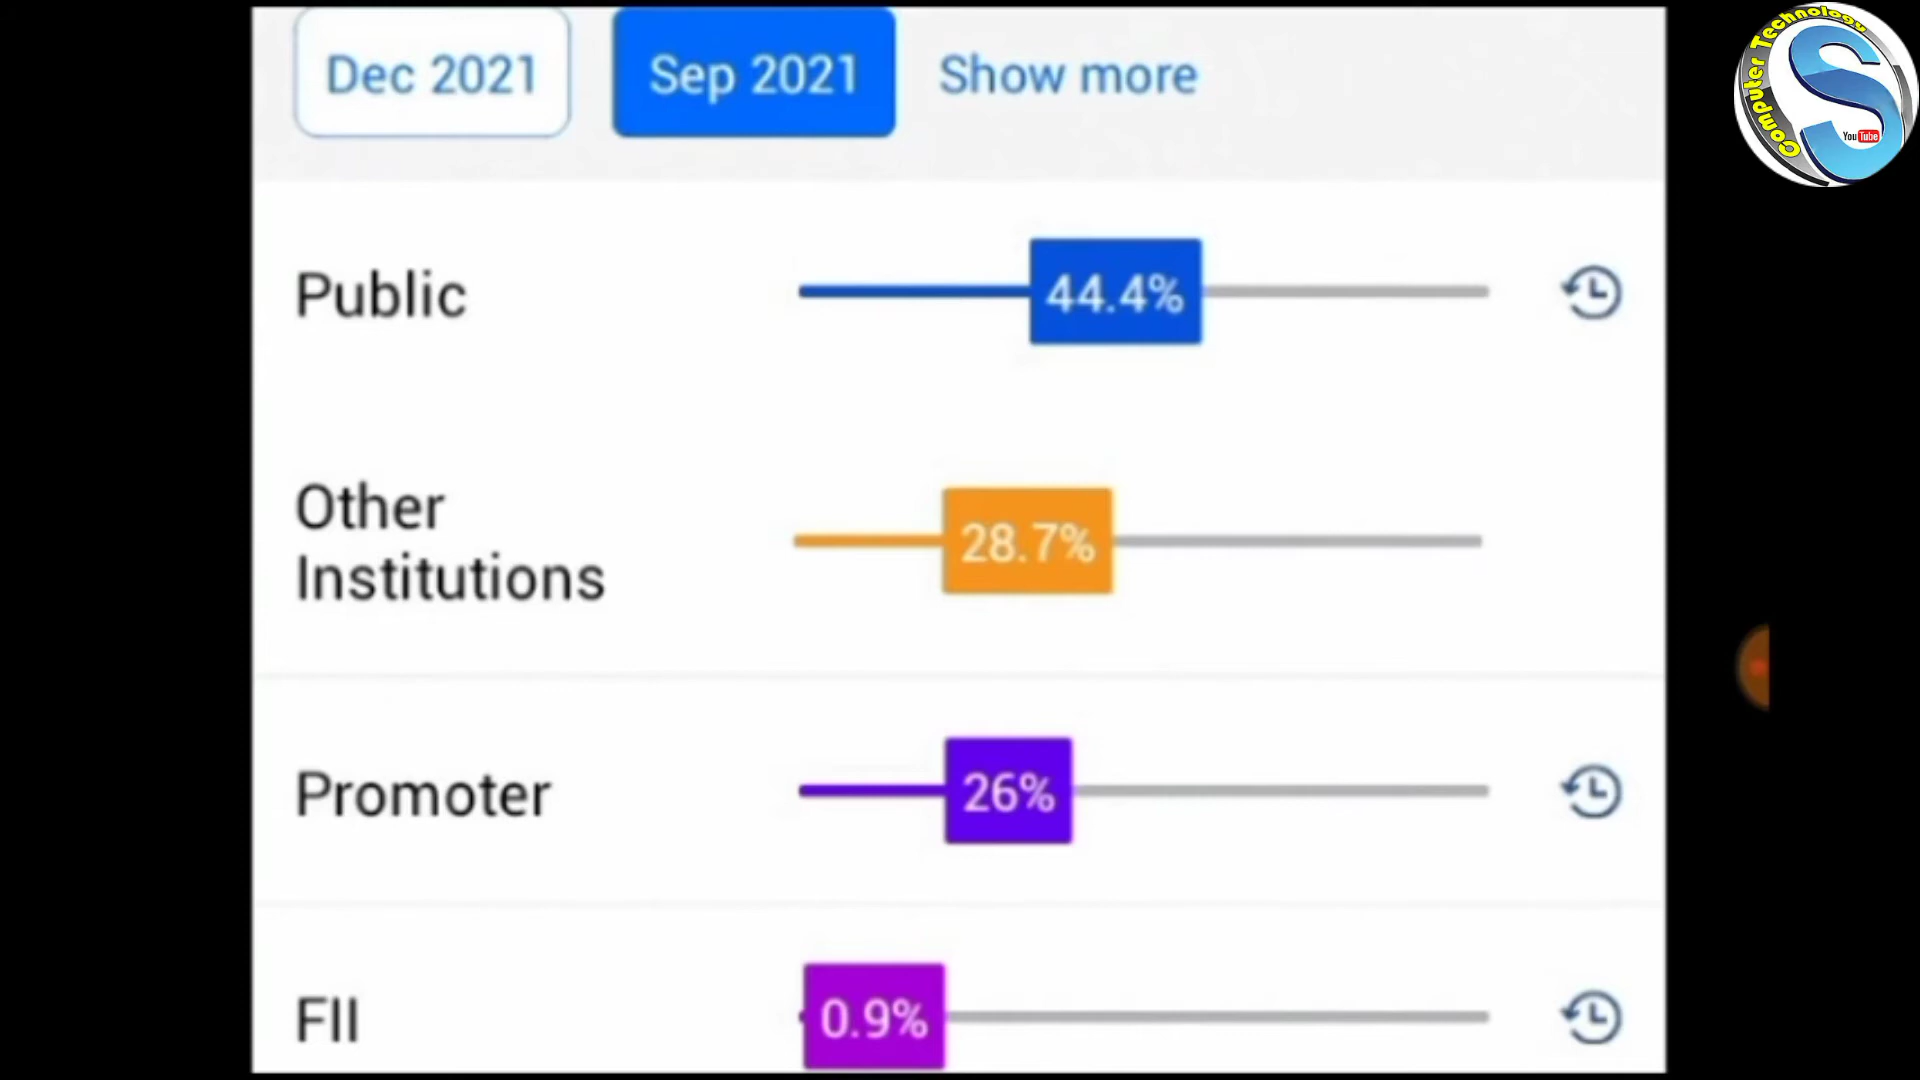 Dec 2021 Sep 2021 Show more
Computer Technology
YouTube
Public 44.4%
Other
Institutions 28.7%
Promoter 26%
FII 0.9%